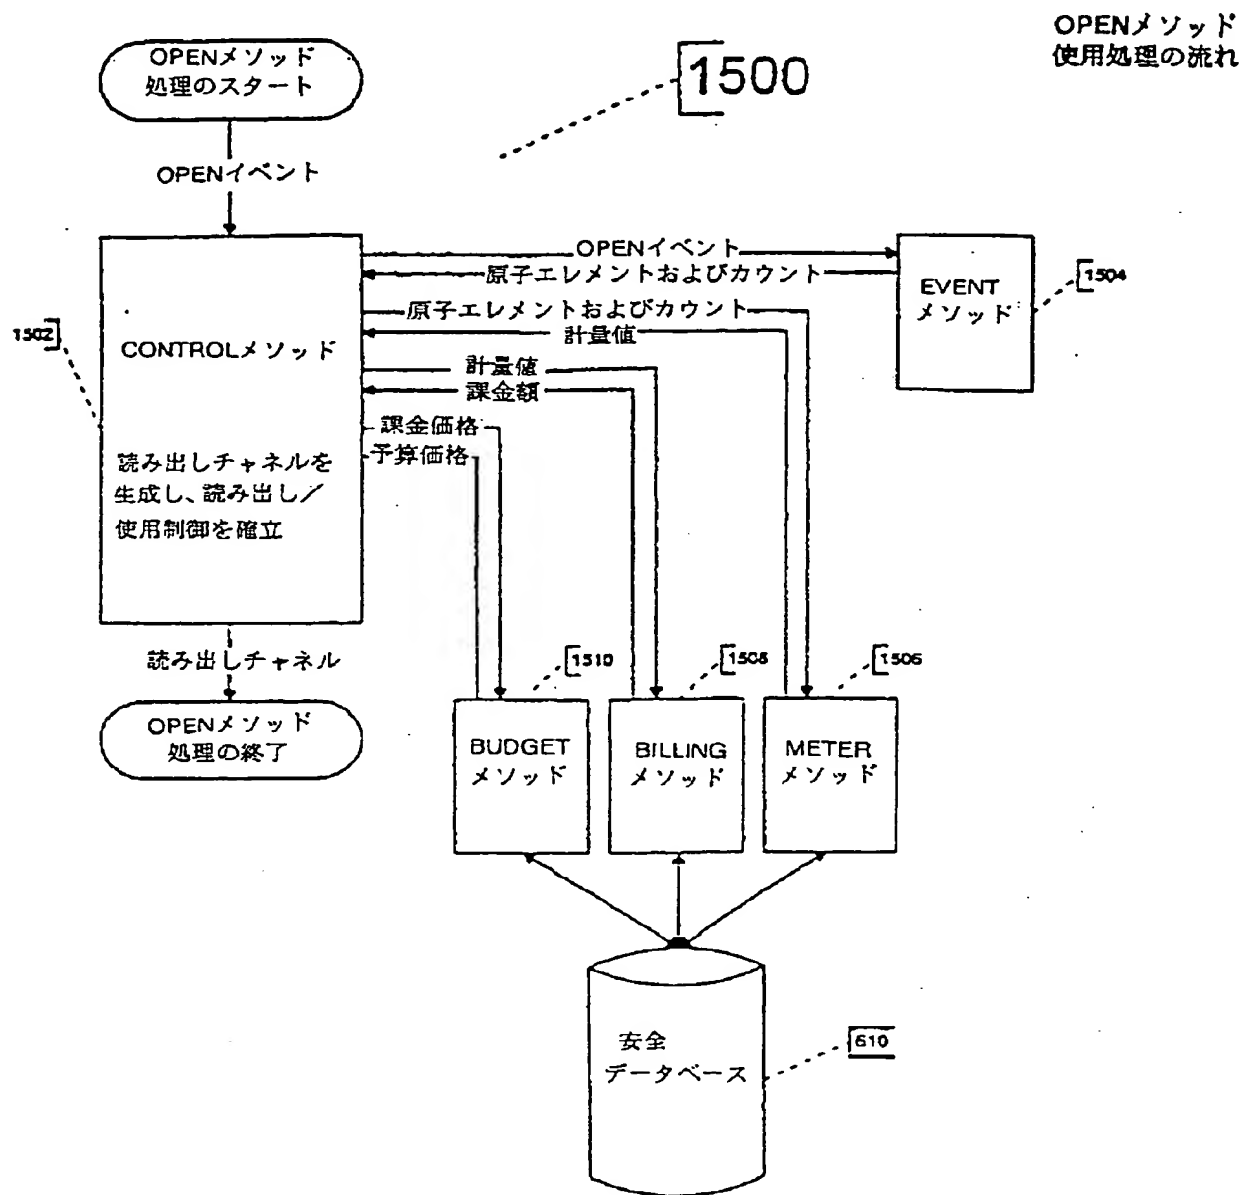 OPENメソッド
使用処理の流れ
OPENメソッド
処理のスタート
1500
OPENイベント
OPENイベント
原子エレメントおよびカウント
EVENT
メソッド
1504
原子エレメントおよびカウント
計量値
1502
CONTROLメソッド
計量値
課金額
課金価格
予算価格
読み出しチャネルを
生成し、読み出し/
使用制御を確立
読み出しチャネル
OPENメソッド
処理の終了
1510
1508
1506
BUDGET
メソッド
BILLING
メソッド
METER
メソッド
安全
データベース
610